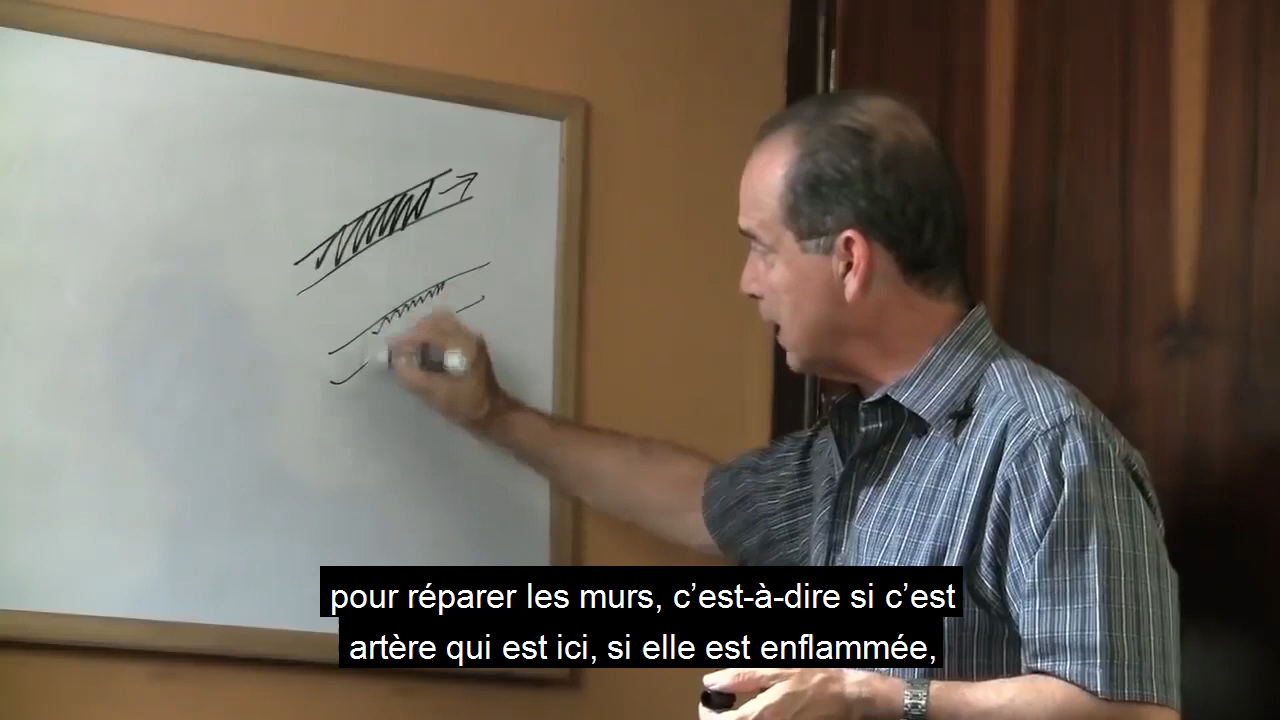 pour réparer les murs, c’est-à-dire si c’est
artère qui est ici, si elle est enflammée,